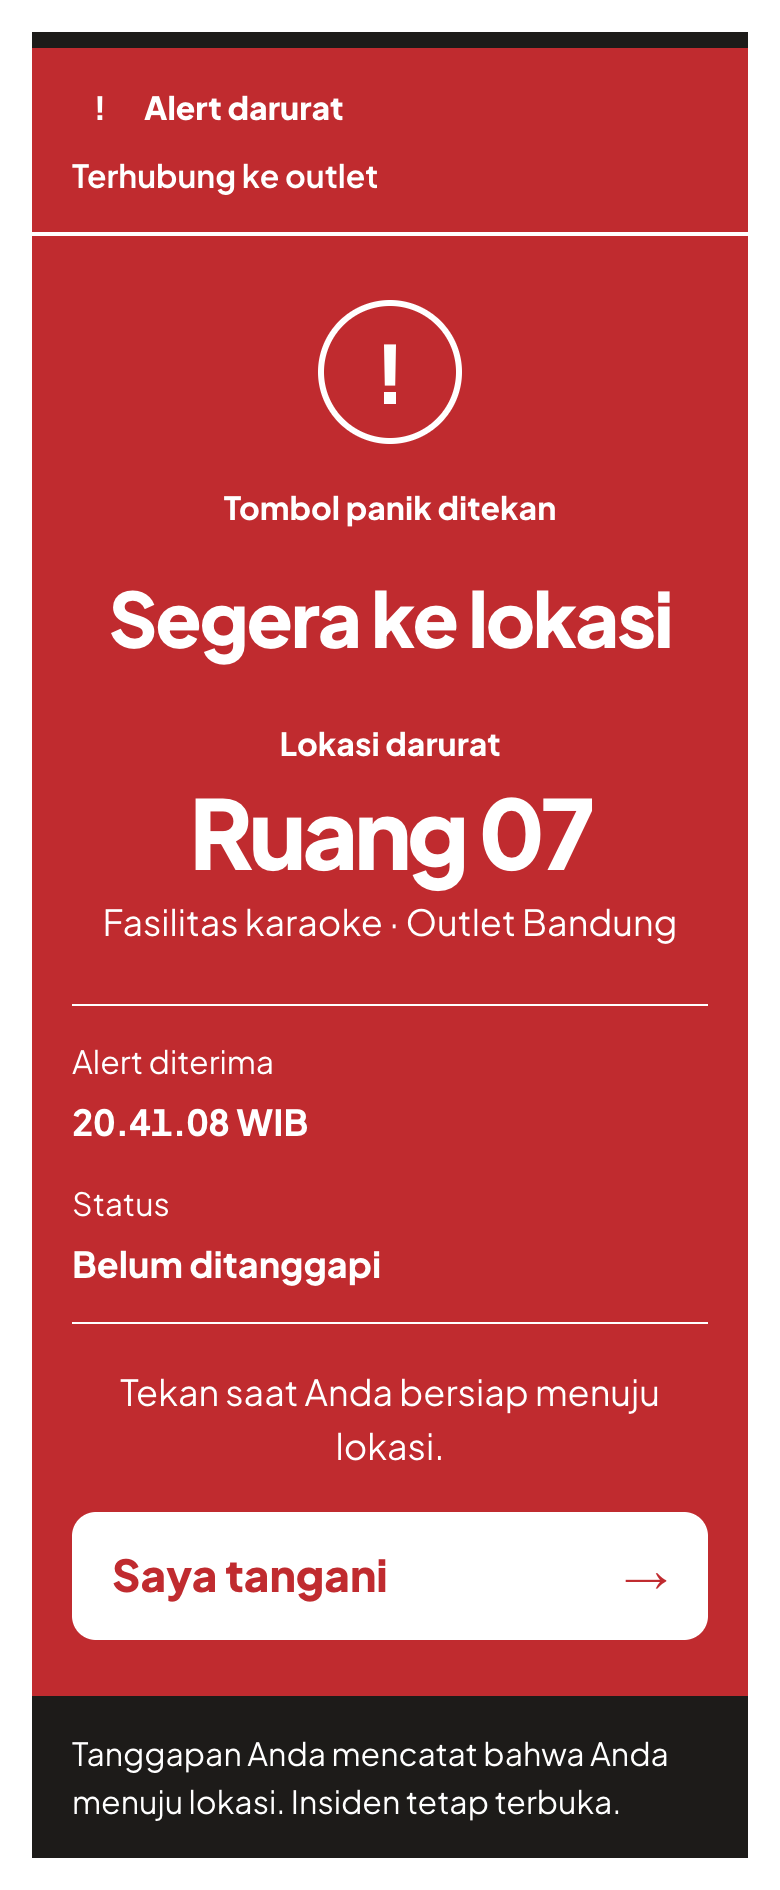 ! Alert darurat
Terhubung ke outlet
!
Tombol panik ditekan
Segera ke lokasi
Lokasi darurat
Ruang 07
Fasilitas karaoke · Outlet Bandung
Alert diterima
20.41.08 WIB
Status
Belum ditanggapi
Tekan saat Anda bersiap menuju
lokasi.
Saya tangani →
Tanggapan Anda mencatat bahwa Anda
menuju lokasi. Insiden tetap terbuka.